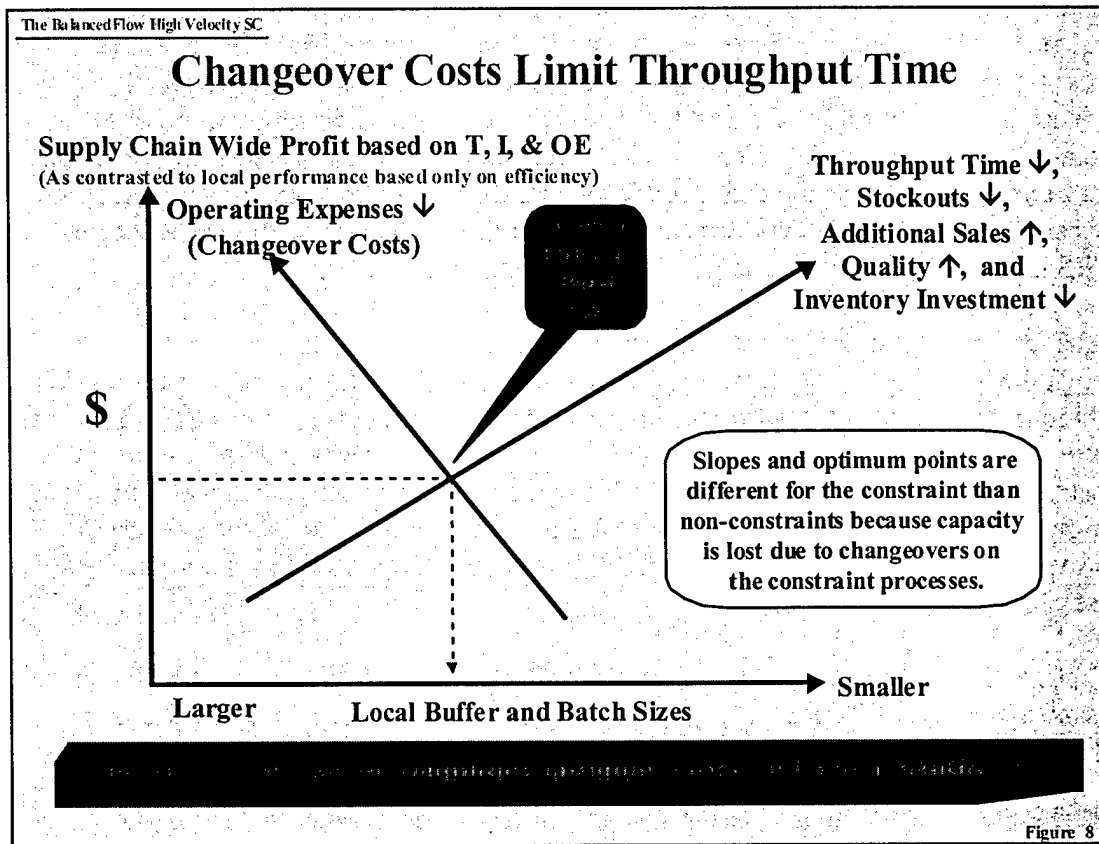 The Balanced Flow High Velocity SC
Changeover Costs Limit Throughput Time
Supply Chain Wide Profit based on T, I, & OE
(As contrasted to local performance based only on efficiency)
Operating Expenses ↓
(Changeover Costs)
Throughput Time ↓,
Stockouts ↓,
Additional Sales ↑,
Quality ↑, and
Inventory Investment ↓
$
Slopes and optimum points are
different for the constraint than
non-constraints because capacity
is lost due to changeovers on
the constraint processes.
Smaller
Larger
Local Buffer and Batch Sizes
Figure 8